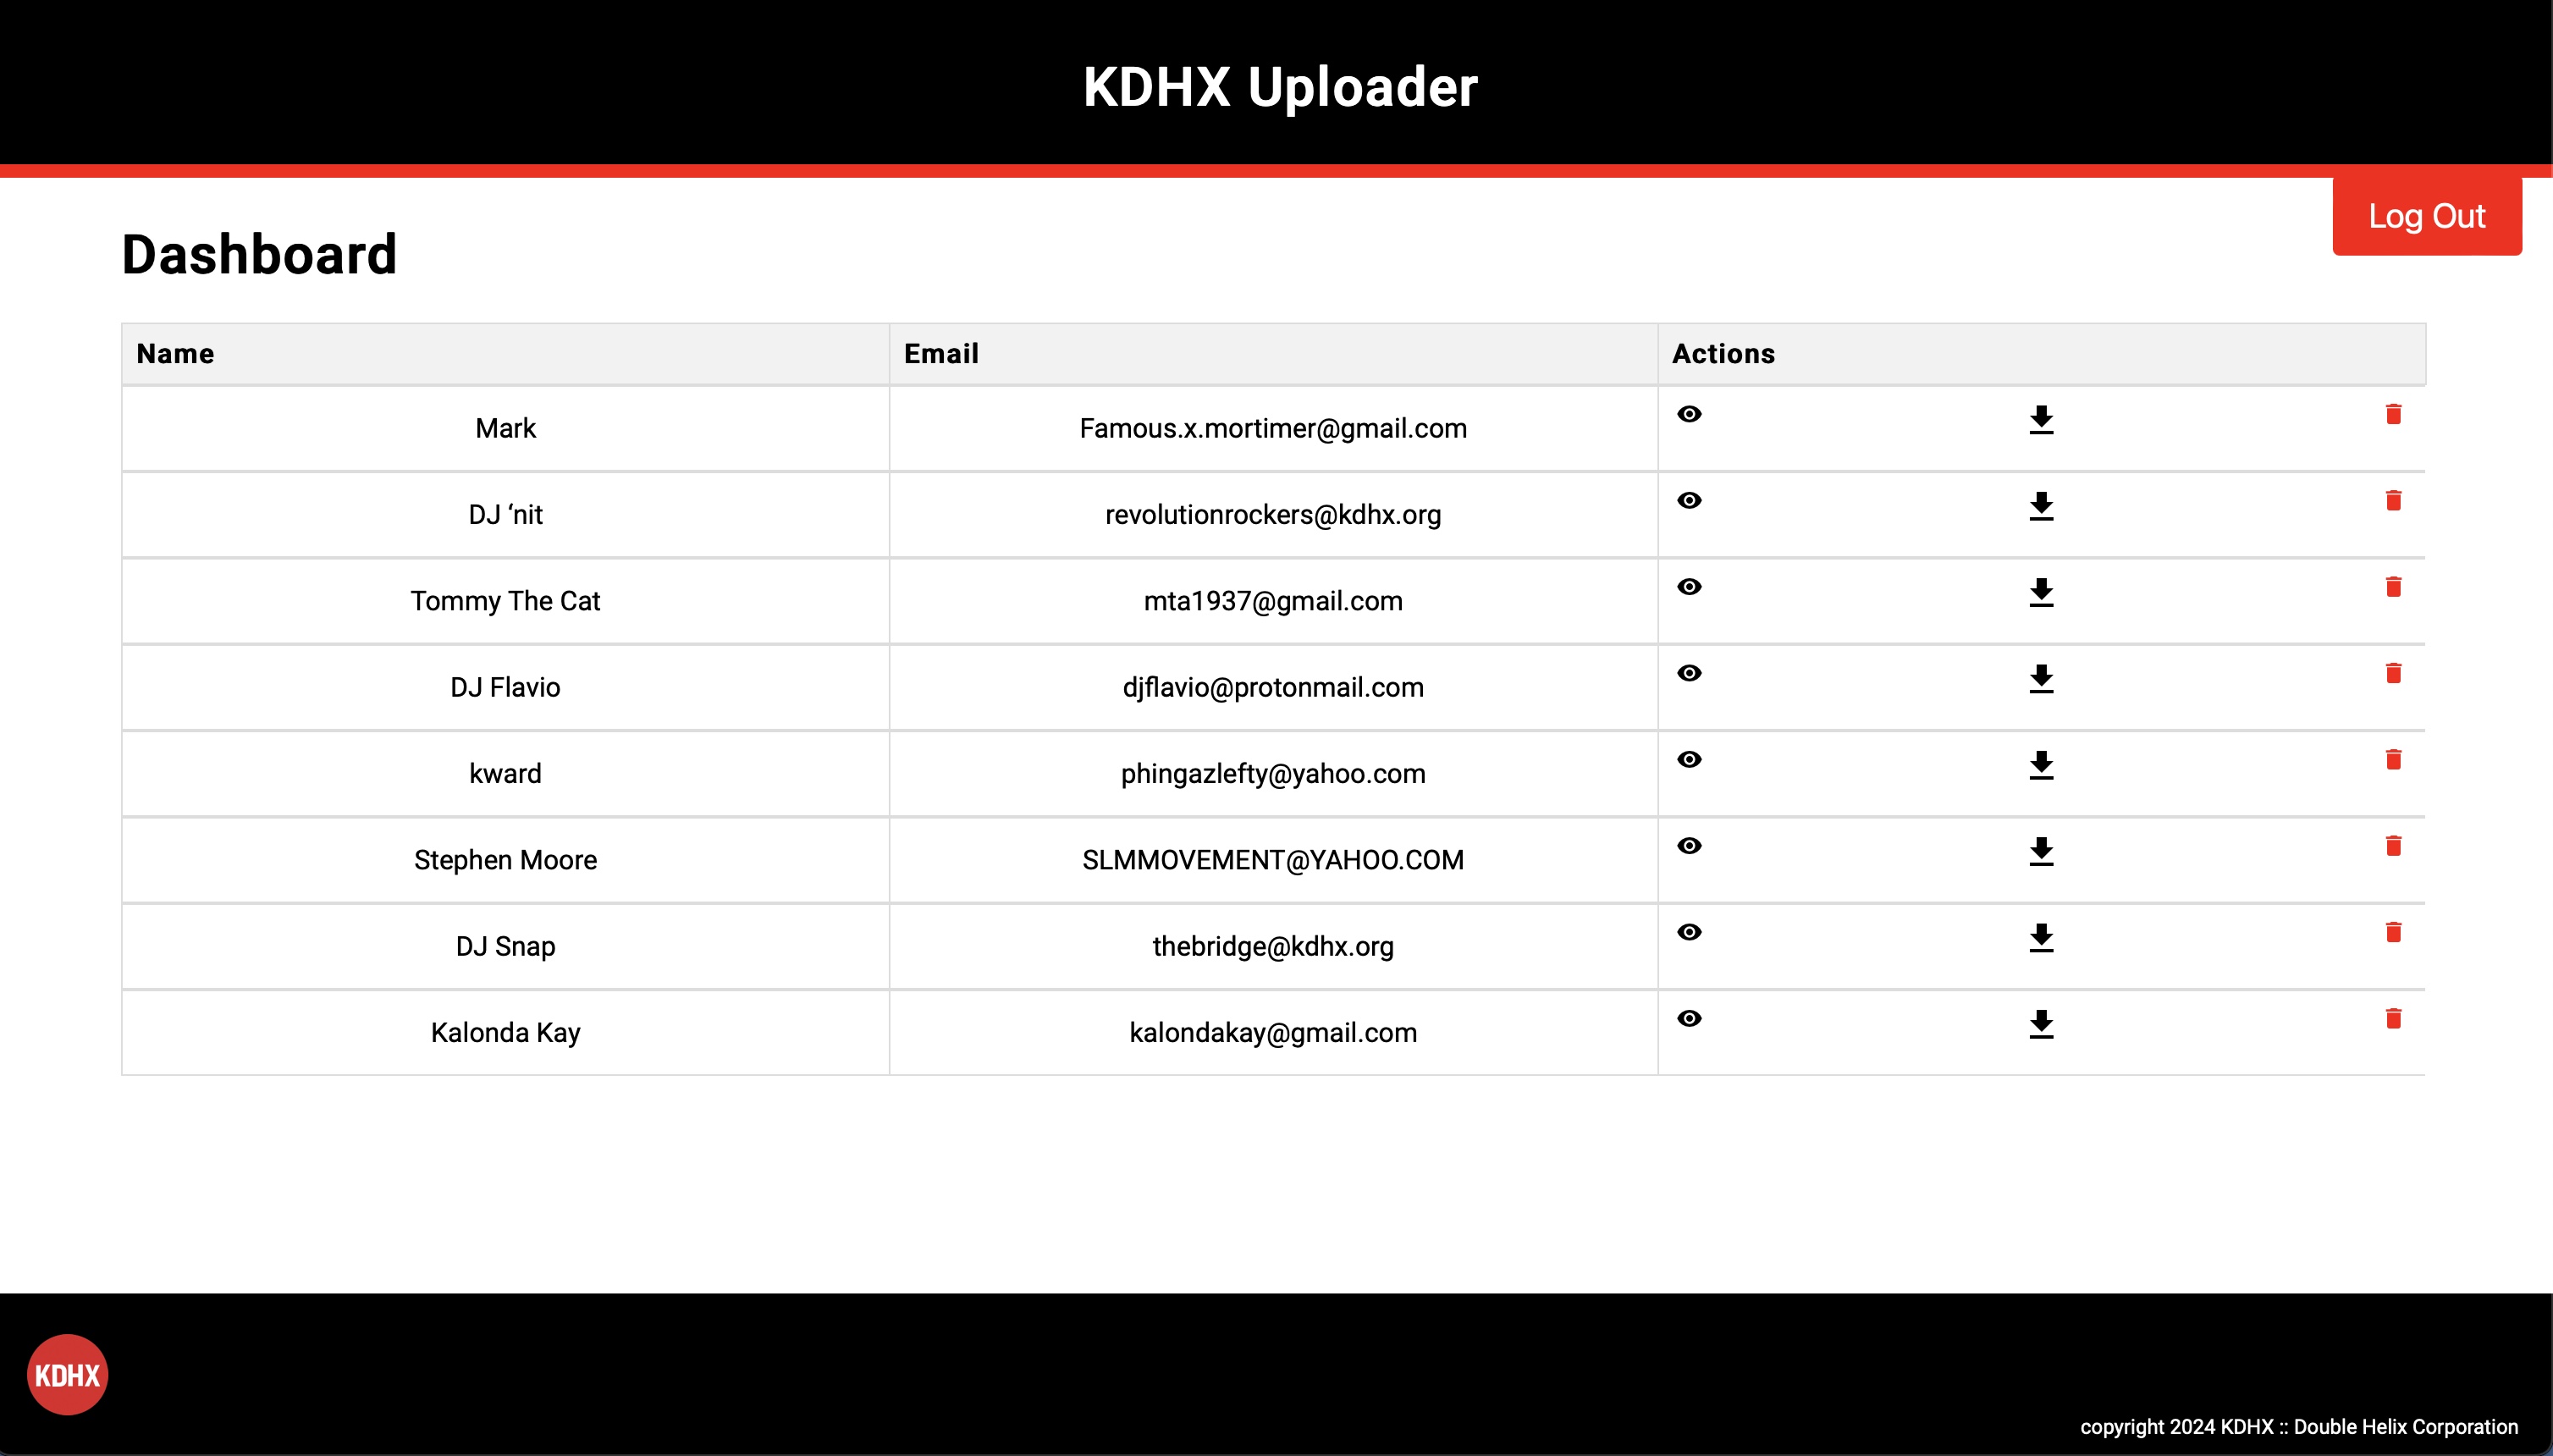 KDHX Uploader
Log Out
Dashboard
Name Email Actions
Mark Famous.x.mortimer@gmail.com
DJ ‘nit revolutionrockers@kdhx.org
Tommy The Cat mta1937@gmail.com
DJ Flavio djflavio@protonmail.com
kward phingazlefty@yahoo.com
Stephen Moore SLMMOVEMENT@YAHOO.COM
DJ Snap thebridge@kdhx.org
Kalonda Kay kalondakay@gmail.com
KDHX
copyright 2024 KDHX :: Double Helix Corporation